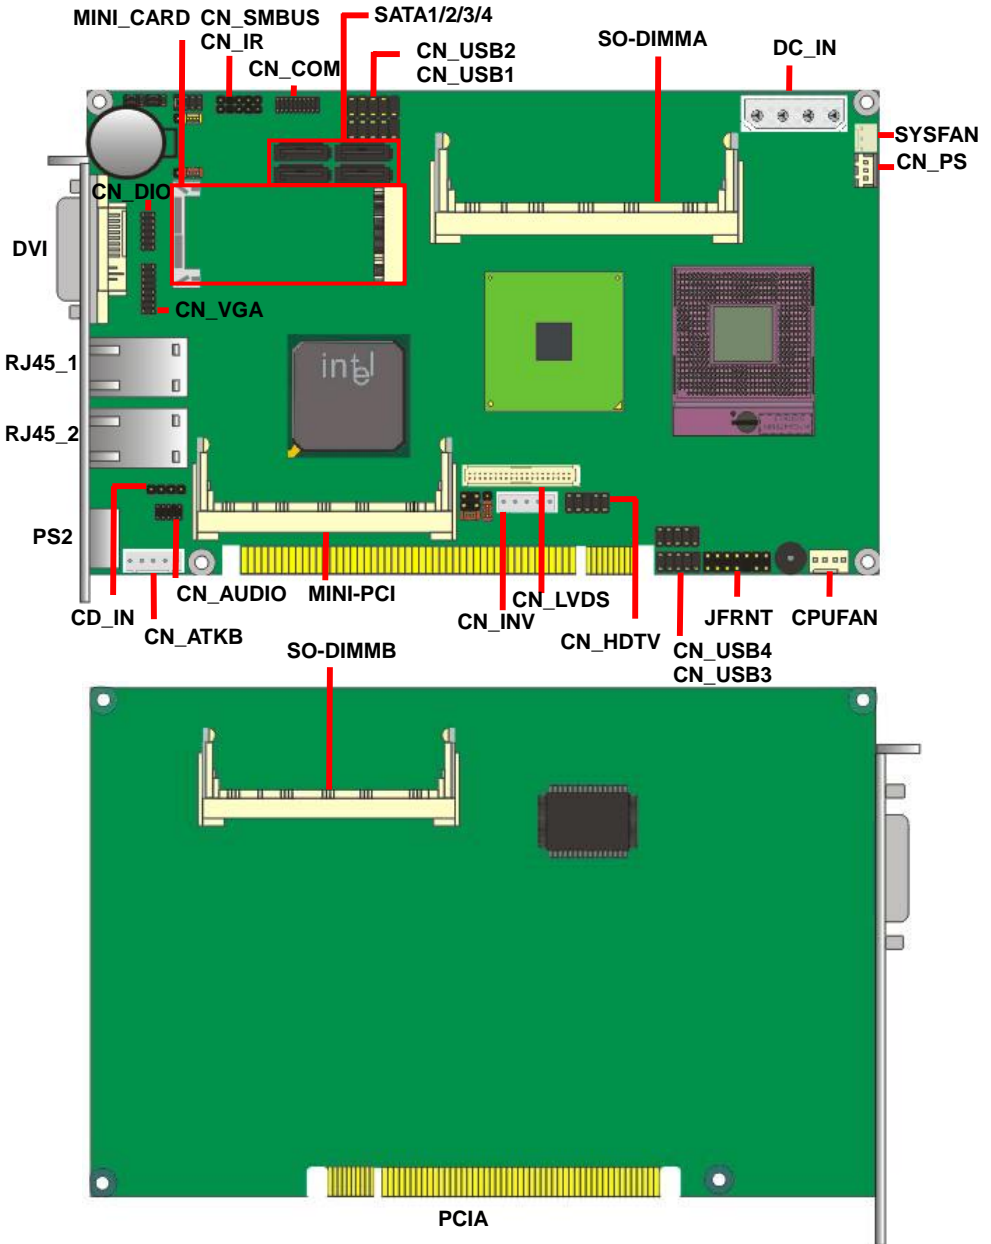 MINI_CARD
CN_SMBUS
CN_IR
SATA1/2/3/4
CN_COM
CN_USB2
CN_USB1
SO-DIMMA
DC_IN
SYSFAN
CN_PS
CN_DIO
DVI
CN_VGA
RJ45_1
intel
RJ45_2
PS2
CD_IN
CN_AUDIO
CN_ATKB
MINI-PCI
CN_INV
CN_LVDS
CN_HDTV
JFRNT
CPUFAN
CN_USB4
CN_USB3
SO-DIMMB
PCIA